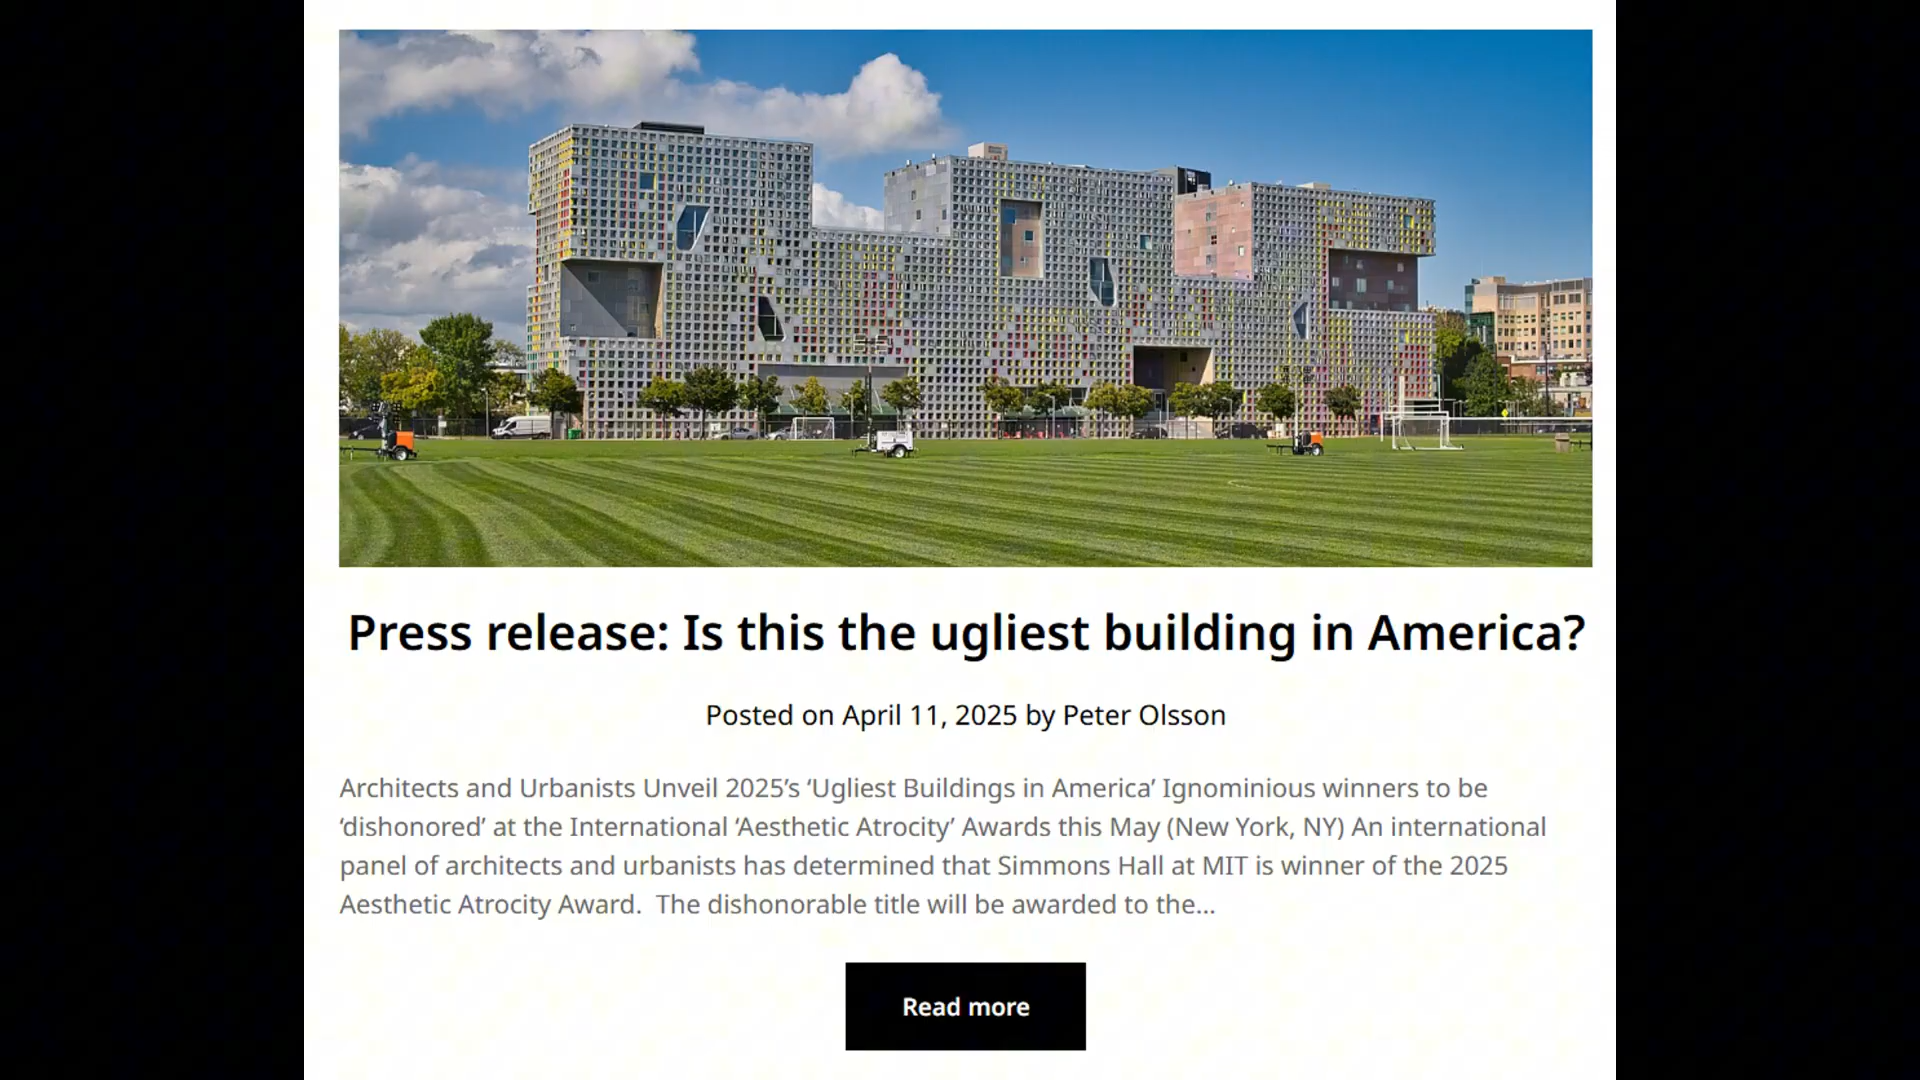 Press release: Is this the ugliest building in America?
Posted on April 11, 2025 by Peter Olsson
Architects and Urbanists Unveil 2025’s ‘Ugliest Buildings in America’ Ignominious winners to be
‘dishonored’ at the International ‘Aesthetic Atrocity’ Awards this May (New York, NY) An international
panel of architects and urbanists has determined that Simmons Hall at MIT is winner of the 2025
Aesthetic Atrocity Award.  The dishonorable title will be awarded to the...
Read more